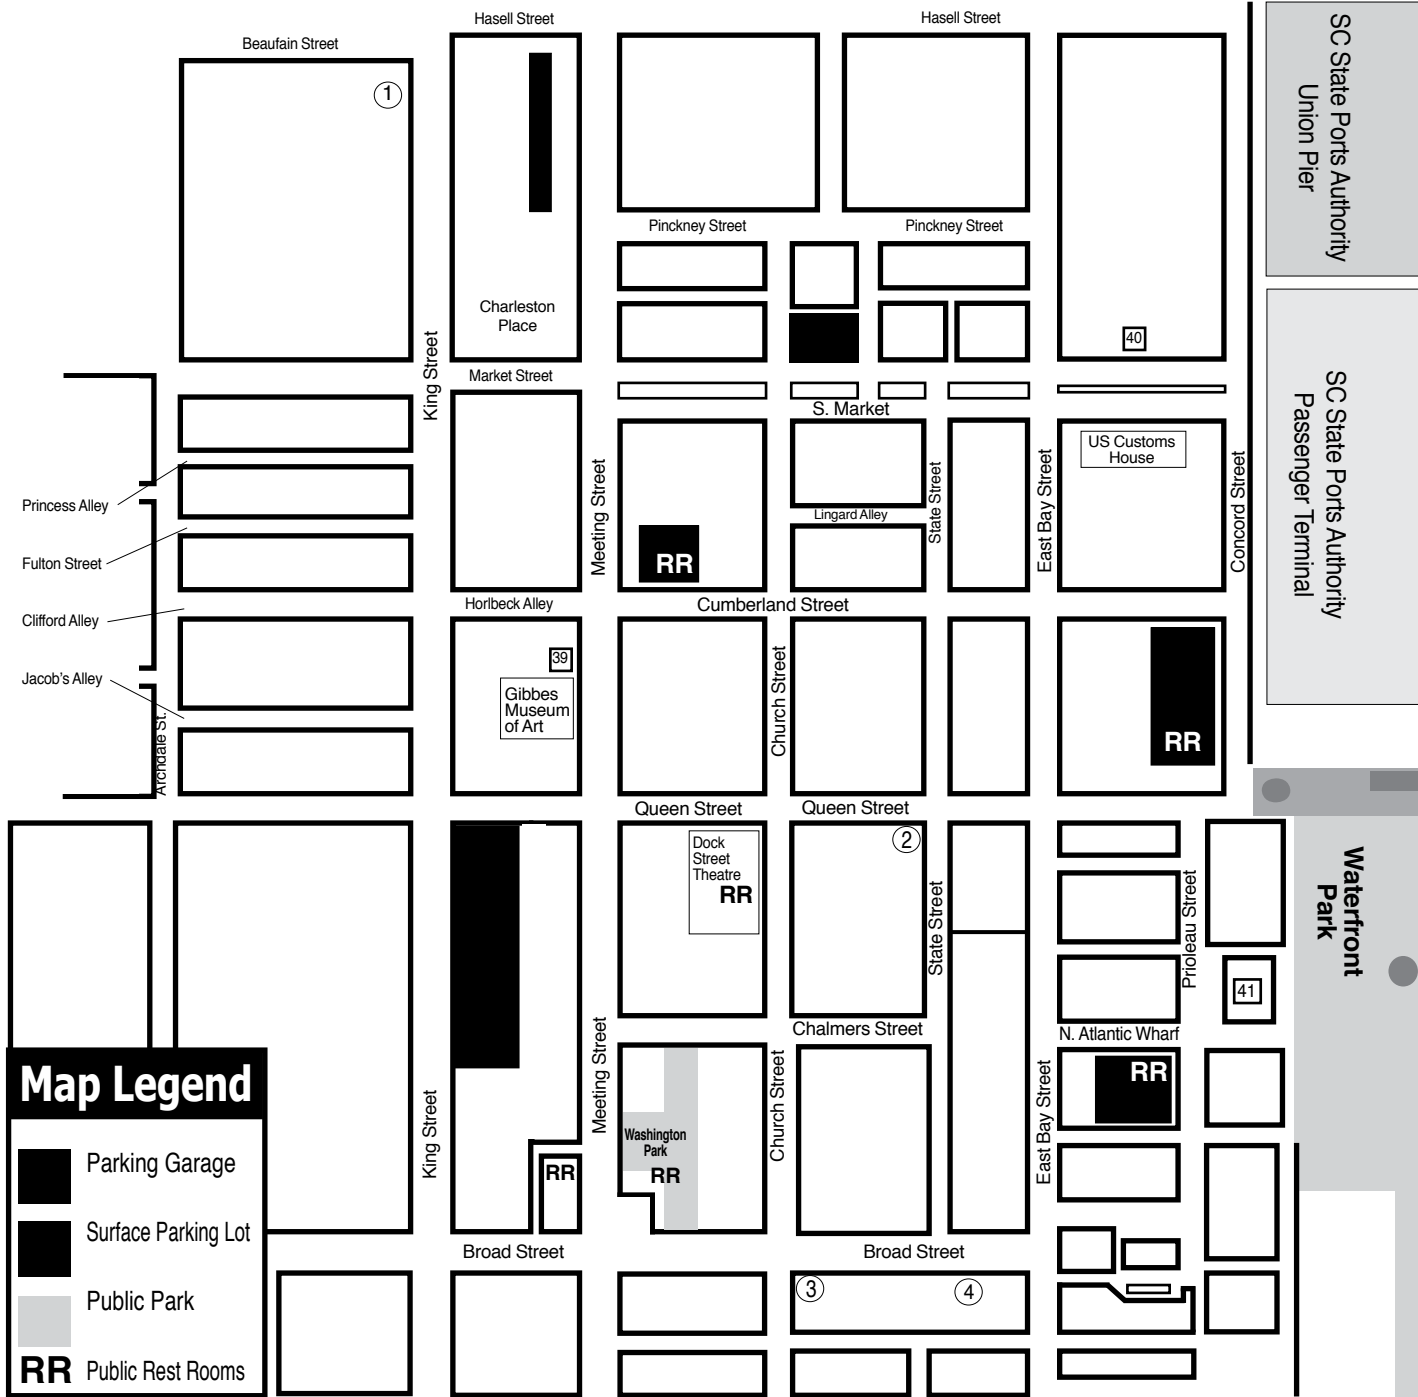 Hasell Street
Hasell Street
Beaufain Street
1
SC State Ports Authority
Union Pier
Pinckney Street
Pinckney Street
Charleston
Place
40
King Street
Market Street
S. Market
SC State Ports Authority
Passenger Terminal
US Customs
House
Meeting Street
State Street
East Bay Street
Concord Street
Princess Alley
Lingard Alley
Fulton Street
RR
Horlbeck Alley
Cumberland Street
Clifford Alley
39
Church Street
Jacob's Alley
Gibbes
Museum
of Art
Archdale St.
RR
Queen Street
Queen Street
Dock
Street
Theatre
RR
2
State Street
Prioleau Street
Waterfront
Park
41
Chalmers Street
N. Atlantic Wharf
Meeting Street
Church Street
East Bay Street
RR
King Street
Washington
Park
RR
RR
Broad Street
Broad Street
3
4
Map Legend
Parking Garage
Surface Parking Lot
Public Park
RR Public Rest Rooms